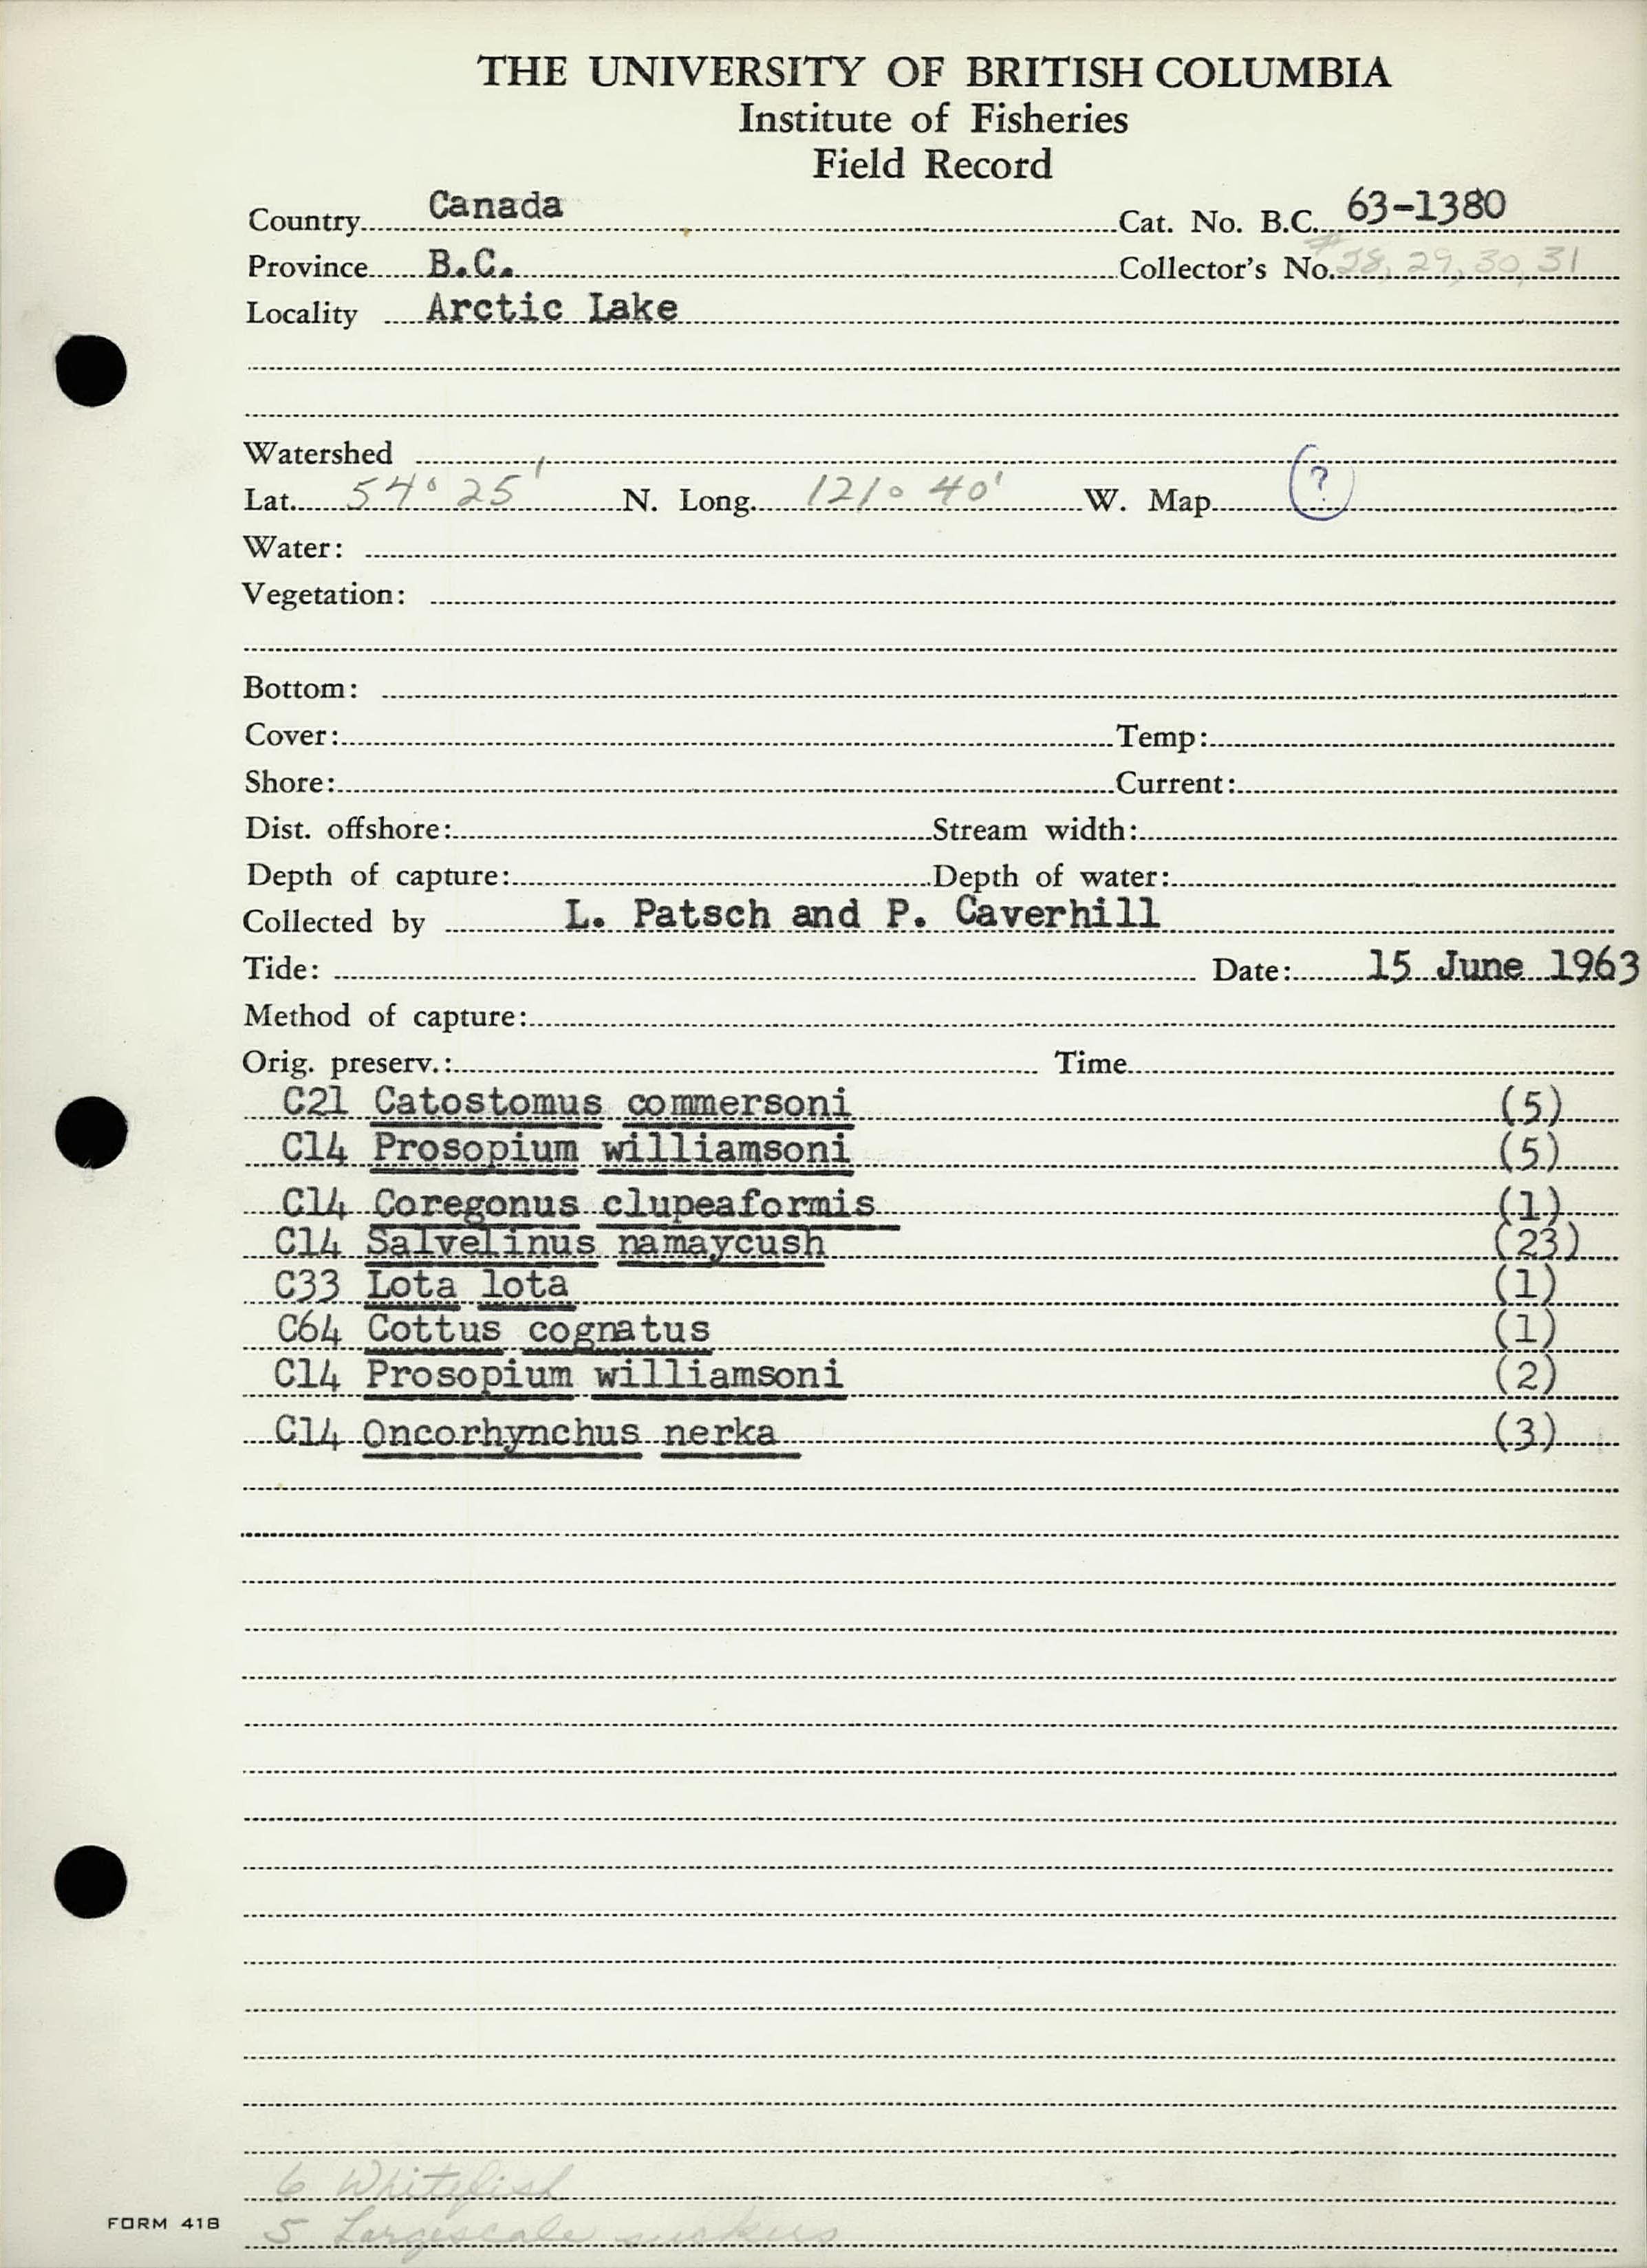 THE UNIVERSITY OF BRITISH COLUMBIA
Institute of Fisheries
Field Record
Country Canada Cat. No. B.C. 63-1380
Province B.C. Collector's No. #28, 29, 30, 31
Locality Arctic Lake
Watershed
Lat. 54° 25' N. Long. 121° 40' W. Map (?)
Water:
Vegetation:
Bottom:
Cover: Temp:
Shore: Current:
Dist. offshore: Stream width:
Depth of capture: Depth of water:
Collected by L. Patsch and P. Caverhill
Tide: Date: 15 June 1963
Method of capture:
Orig. preserv.: Time
C21 Catostomus commersoni (5)
C14 Prosopium williamsoni (5)
C14 Coregonus clupeaformis (1)
C14 Salvelinus namaycush (23)
C33 Lota lota (1)
C64 Cottus cognatus (1)
C14 Prosopium williamsoni (2)
C14 Oncorhynchus nerka (3)
6 Whitefish
FORM 41B 5 Largescale suckers